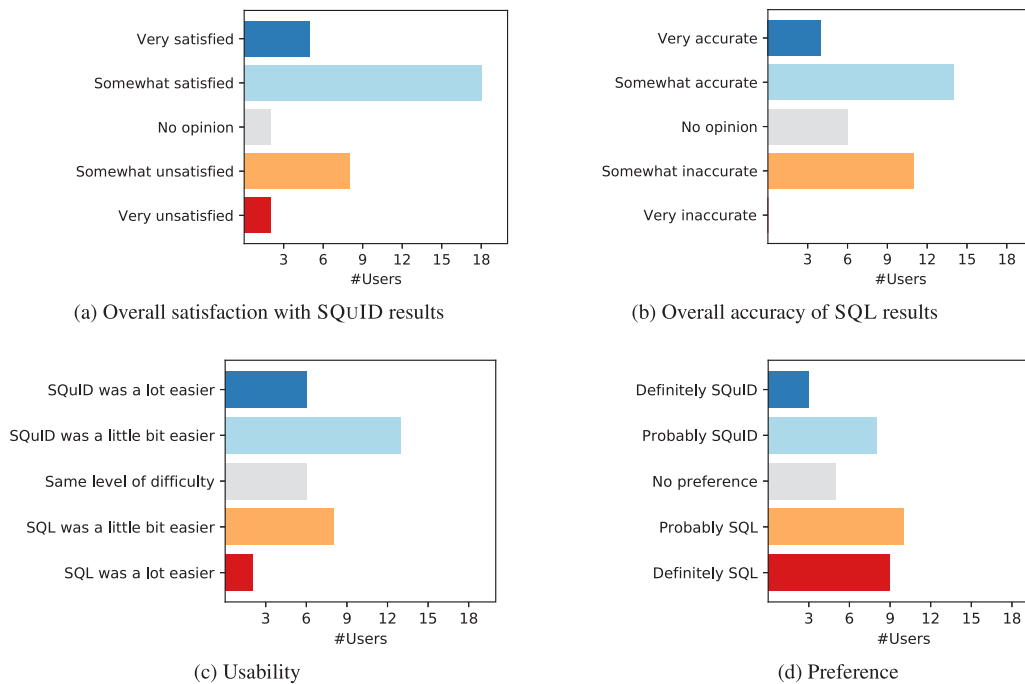 Very satisfied
Somewhat satisfied
No opinion
Somewhat unsatisfied
Very unsatisfied
3 6 9 12 15 18
#Users
(a) Overall satisfaction with SQUID results
Very accurate
Somewhat accurate
No opinion
Somewhat inaccurate
Very inaccurate
3 6 9 12 15 18
#Users
(b) Overall accuracy of SQL results
SQuID was a lot easier
SQuID was a little bit easier
Same level of difficulty
SQL was a little bit easier
SQL was a lot easier
3 6 9 12 15 18
#Users
(c) Usability
Definitely SQuID
Probably SQuID
No preference
Probably SQL
Definitely SQL
3 6 9 12 15 18
#Users
(d) Preference